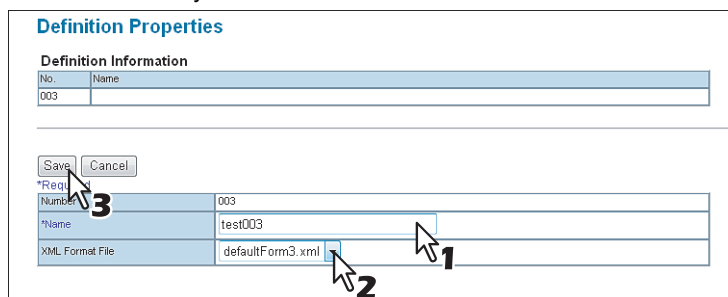 Definition Properties
Definition Information
No. Name
003
Save Cancel
*Required
Number 003
*Name test003
XML Format File defaultForm3.xml
3
1
2